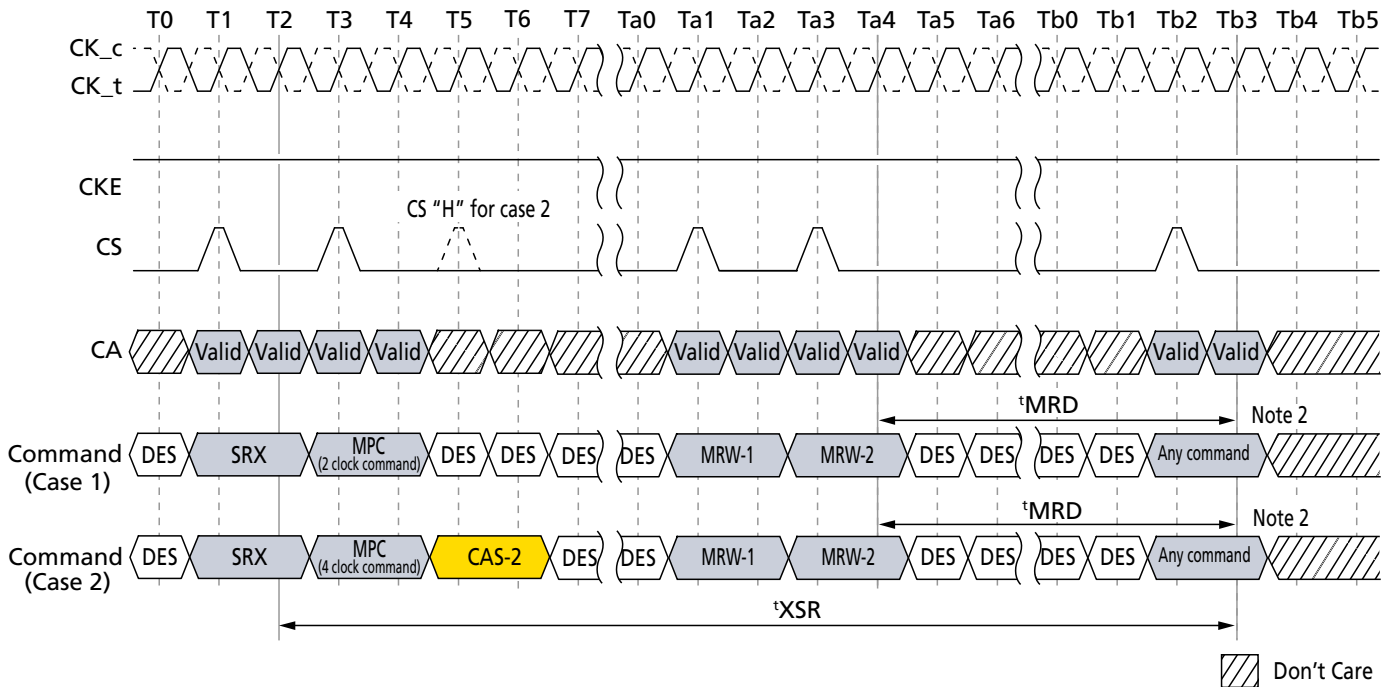 T0 T1 T2 T3 T4 T5 T6 T7 Ta0 Ta1 Ta2 Ta3 Ta4 Ta5 Ta6 Tb0 Tb1 Tb2 Tb3 Tb4 Tb5
CK_c
CK_t
CKE
CS "H" for case 2
CS
CA Valid Valid Valid Valid Valid Valid Valid Valid Valid Valid
tMRD Note 2
Command (Case 1) DES SRX MPC (2 clock command) DES DES DES DES MRW-1 MRW-2 DES DES DES DES Any command
tMRD Note 2
Command (Case 2) DES SRX MPC (4 clock command) CAS-2 DES DES MRW-1 MRW-2 DES DES DES DES Any command
tXSR
Don't Care